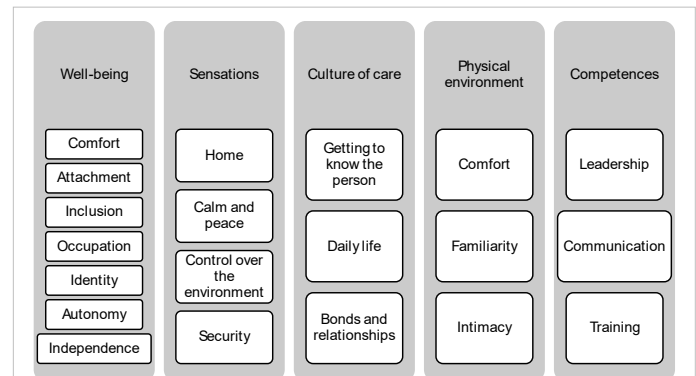 Well-being
Comfort
Attachment
Inclusion
Occupation
Identity
Autonomy
Independence
Sensations
Home
Calm and
peace
Control over
the
environment
Security
Culture of care
Getting to
know the
person
Daily life
Bonds and
relationships
Physical
environment
Comfort
Familiarity
Intimacy
Competences
Leadership
Communication
Training